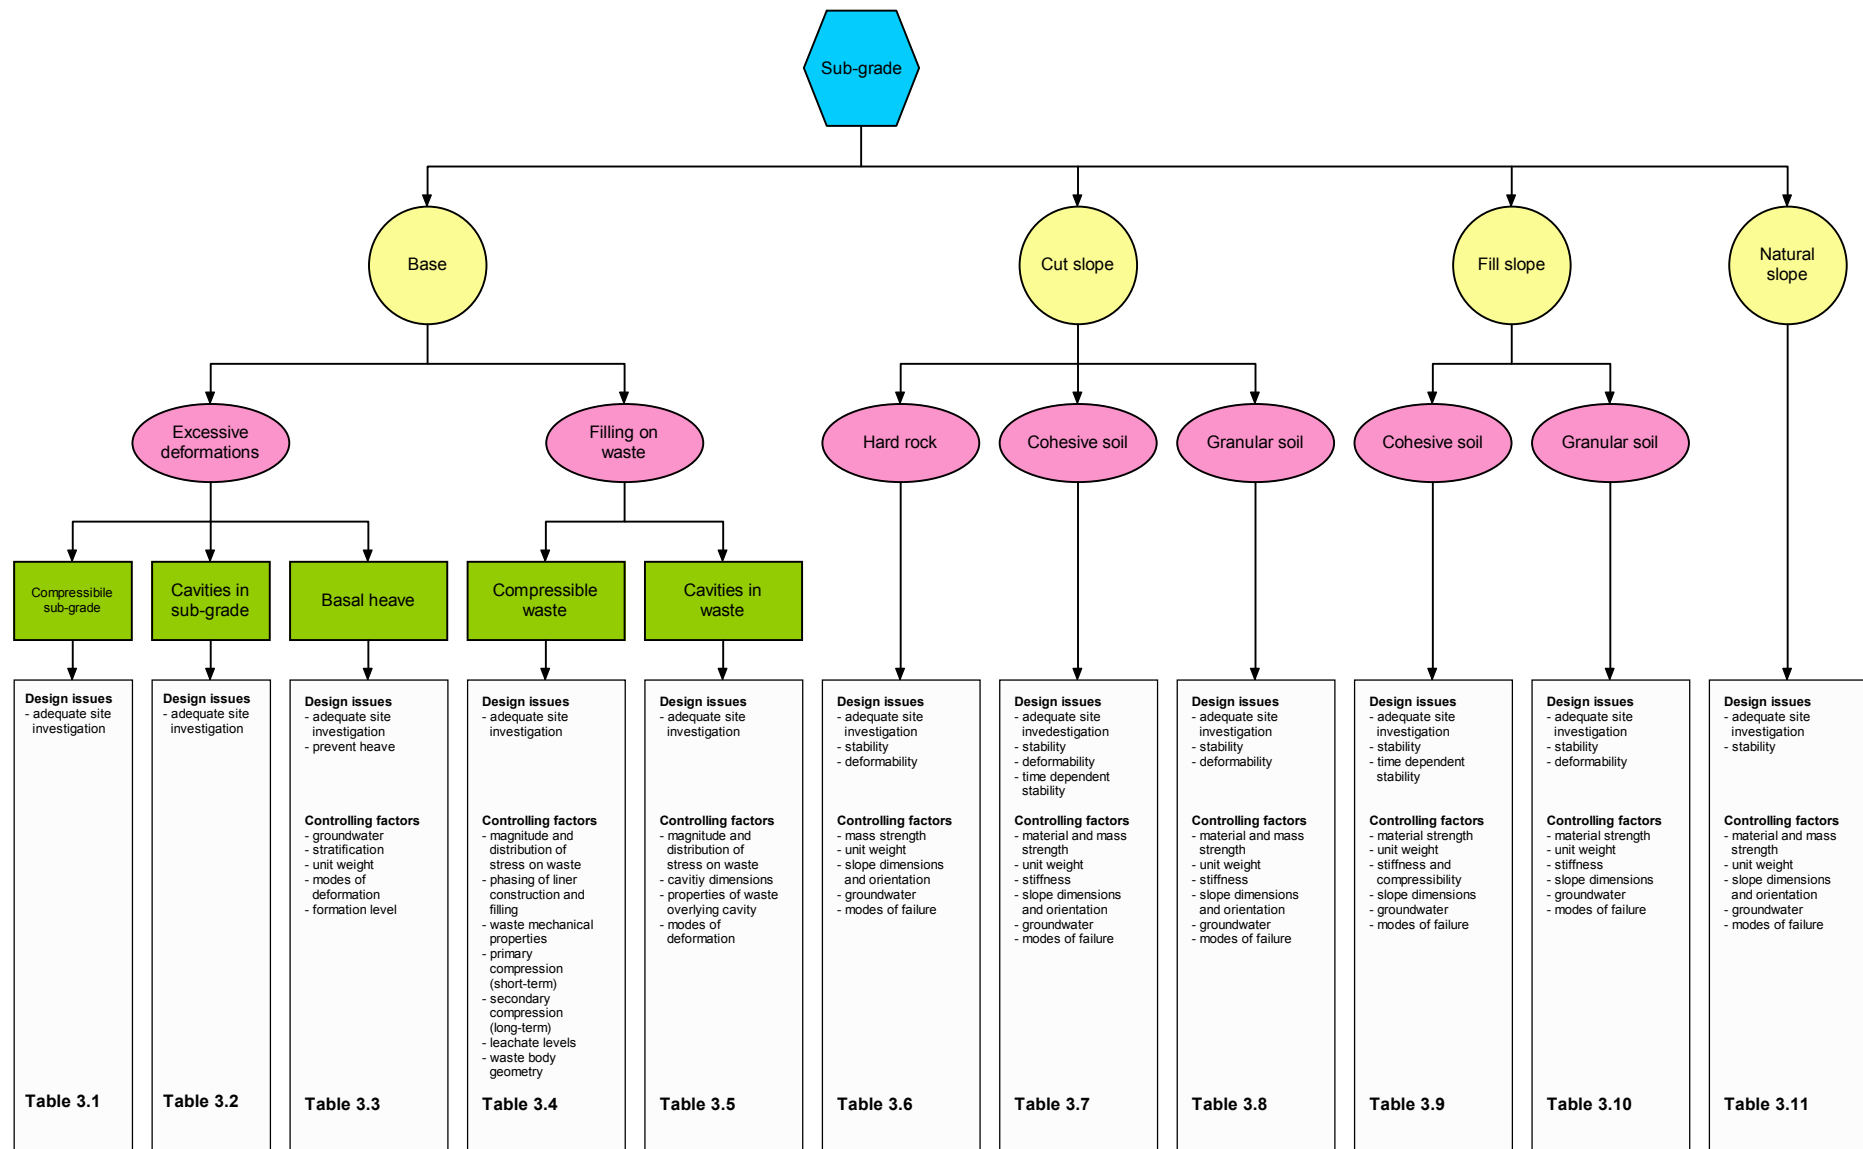 Sub-grade
Base
Cut slope
Fill slope
Natural
slope
Excessive
deformations
Filling on
waste
Hard rock
Cohesive soil
Granular soil
Cohesive soil
Granular soil
Compressibile
sub-grade
Cavities in
sub-grade
Basal heave
Compressible
waste
Cavities in
waste
Design issues
- adequate site
investigation
Table 3.1
Design issues
- adequate site
investigation
Table 3.2
Design issues
- adequate site
investigation
- prevent heave
Controlling factors
- groundwater
- stratification
- unit weight
- modes of
deformation
- formation level
Table 3.3
Design issues
- adequate site
investigation
Controlling factors
- magnitude and
distribution of
stress on waste
- phasing of liner
construction and
filling
- waste mechanical
properties
- primary
compression
(short-term)
- secondary
compression
(long-term)
- leachate levels
- waste body
geometry
Table 3.4
Design issues
- adequate site
investigation
Controlling factors
- magnitude and
distribution of
stress on waste
- cavitiy dimensions
- properties of waste
overlying cavity
- modes of
deformation
Table 3.5
Design issues
- adequate site
investigation
- stability
- deformability
Controlling factors
- mass strength
- unit weight
- slope dimensions
and orientation
- groundwater
- modes of failure
Table 3.6
Design issues
- adequate site
invedestigation
- stability
- deformability
- time dependent
stability
Controlling factors
- material and mass
strength
- unit weight
- stiffness
- slope dimensions
and orientation
- groundwater
- modes of failure
Table 3.7
Design issues
- adequate site
investigation
- stability
- deformability
Controlling factors
- material and mass
strength
- unit weight
- stiffness
- slope dimensions
and orientation
- groundwater
- modes of failure
Table 3.8
Design issues
- adequate site
investigation
- stability
- time dependent
stability
Controlling factors
- material strength
- unit weight
- stiffness and
compressibility
- slope dimensions
- groundwater
- modes of failure
Table 3.9
Design issues
- adequate site
investigation
- stability
- deformability
Controlling factors
- material strength
- unit weight
- stiffness
- slope dimensions
- groundwater
- modes of failure
Table 3.10
Design issues
- adequate site
investigation
- stability
Controlling factors
- material and mass
strength
- unit weight
- slope dimensions
and orientation
- groundwater
- modes of failure
Table 3.11